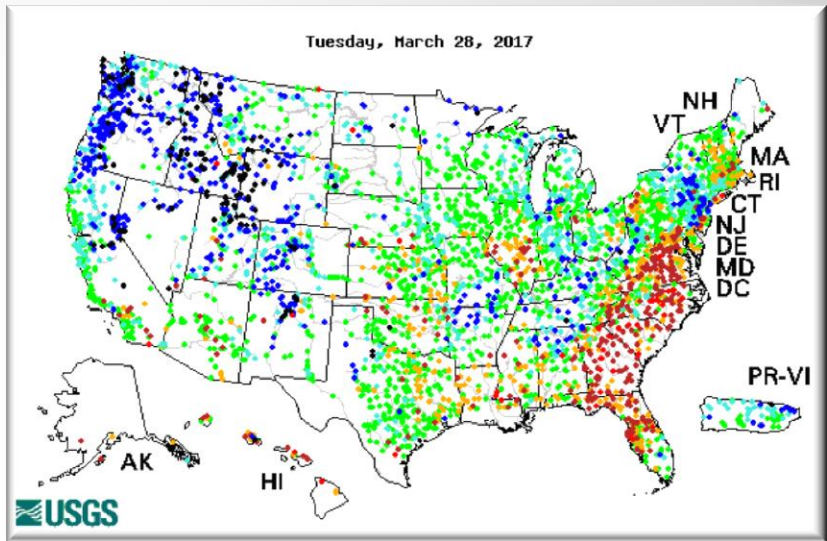 Tuesday, March 28, 2017
NH
VT
MA
RI
CT
NJ
DE
MD
DC
PR-VI
AK
HI
USGS